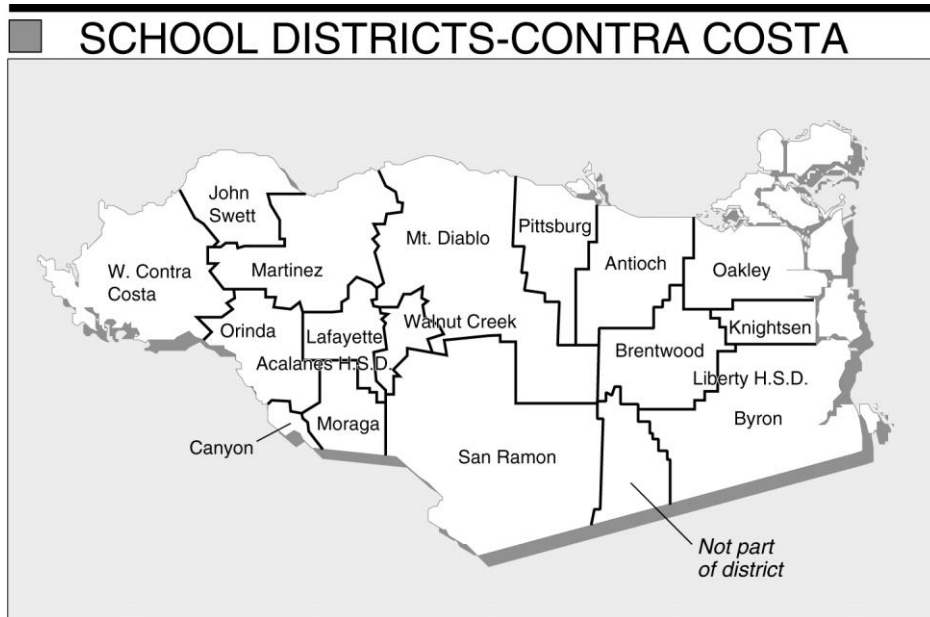 SCHOOL DISTRICTS-CONTRA COSTA
John
Swett
Mt. Diablo
Pittsburg
Antioch
Oakley
W. Contra
Costa
Martinez
Orinda
Lafayette
Walnut Creek
Knightsen
Brentwood
Acalanes H.S.D.
Liberty H.S.D.
Byron
Moraga
Canyon
San Ramon
Not part
of district